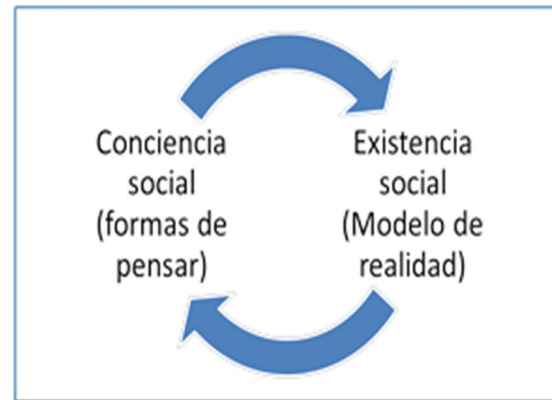 Conciencia
social
(formas de
pensar)
Existencia
social
(Modelo de
realidad)